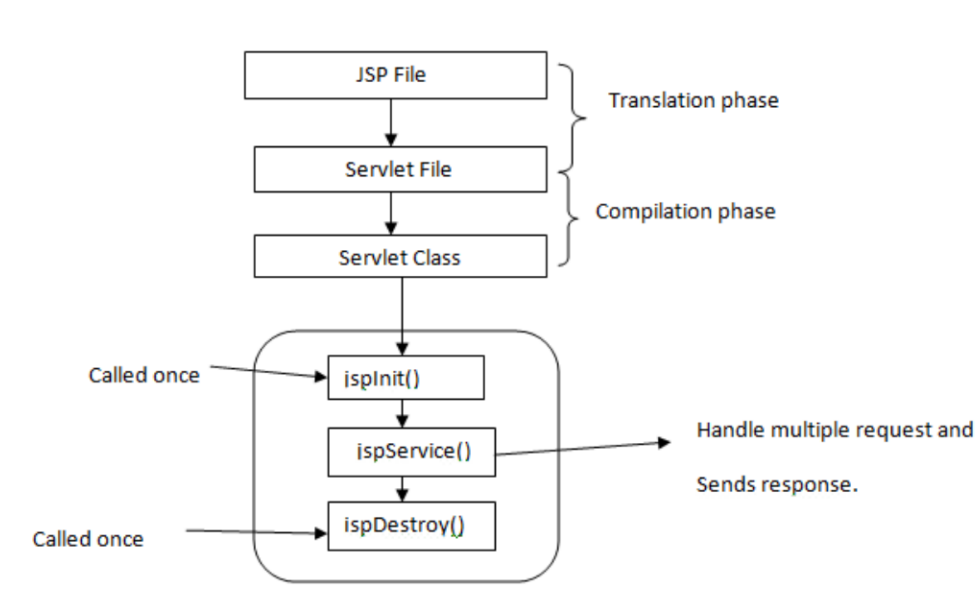 JSP File
Translation phase
Servlet File
Compilation phase
Servlet Class
Called once
jspInit()
jspService()
Handle multiple request and
Sends response.
jspDestroy()
Called once